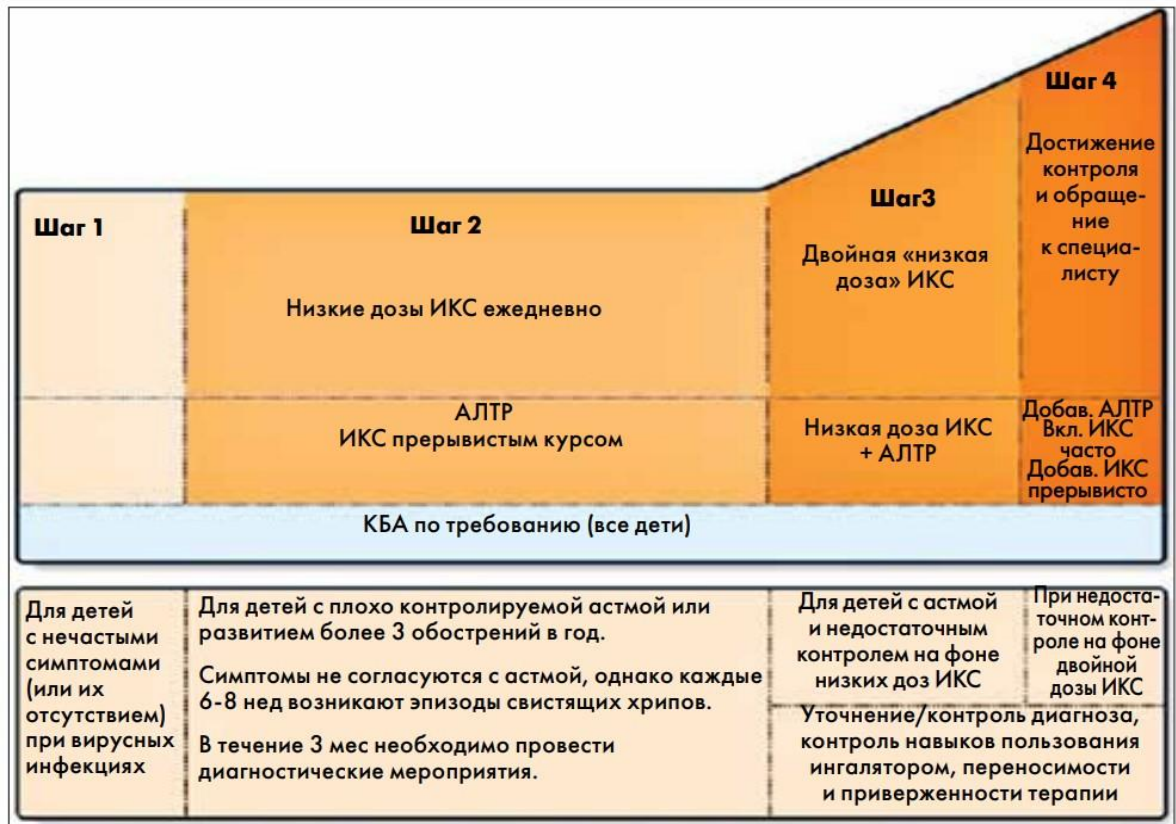 Шаг 1
Шаг 2
Низкие дозы ИКС ежедневно
Шаг3
Двойная «низкая
доза» ИКС
Шаг 4
Достижение
контроля
и обраще-
ние
к специа-
листу
АЛТР
ИКС прерывистым курсом
Низкая доза ИКС
+ АЛТР
Добав. АЛТР
Вкл. ИКС
часто
Добав. ИКС
прерывисто
КБА по требованию (все дети)
Для детей
с нечастыми
симптомами
(или их
отсутствием)
при вирусных
инфекциях
Для детей с плохо контролируемой астмой или
развитием более 3 обострений в год.
Симптомы не согласуются с астмой, однако каждые
6-8 нед возникают эпизоды свистящих хрипов.
В течение 3 мес необходимо провести
диагностические мероприятия.
Для детей с астмой
и недостаточным
контролем на фоне
низких доз ИКС
При недоста-
точном конт-
роле на фоне
двойной
дозы ИКС
Уточнение/контроль диагноза,
контроль навыков пользования
ингалятором, переносимости
и приверженности терапии